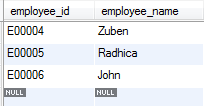 employee_id employee_name
E00004 Zuben
E00005 Radhica
E00006 John
NULL NULL